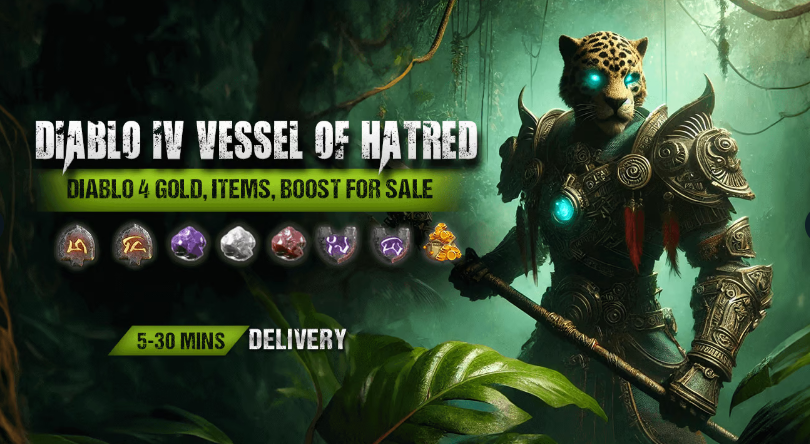 DIABLO IV VESSEL OF HATRED
DIABLO 4 GOLD, ITEMS, BOOST FOR SALE
5-30 MINS DELIVERY